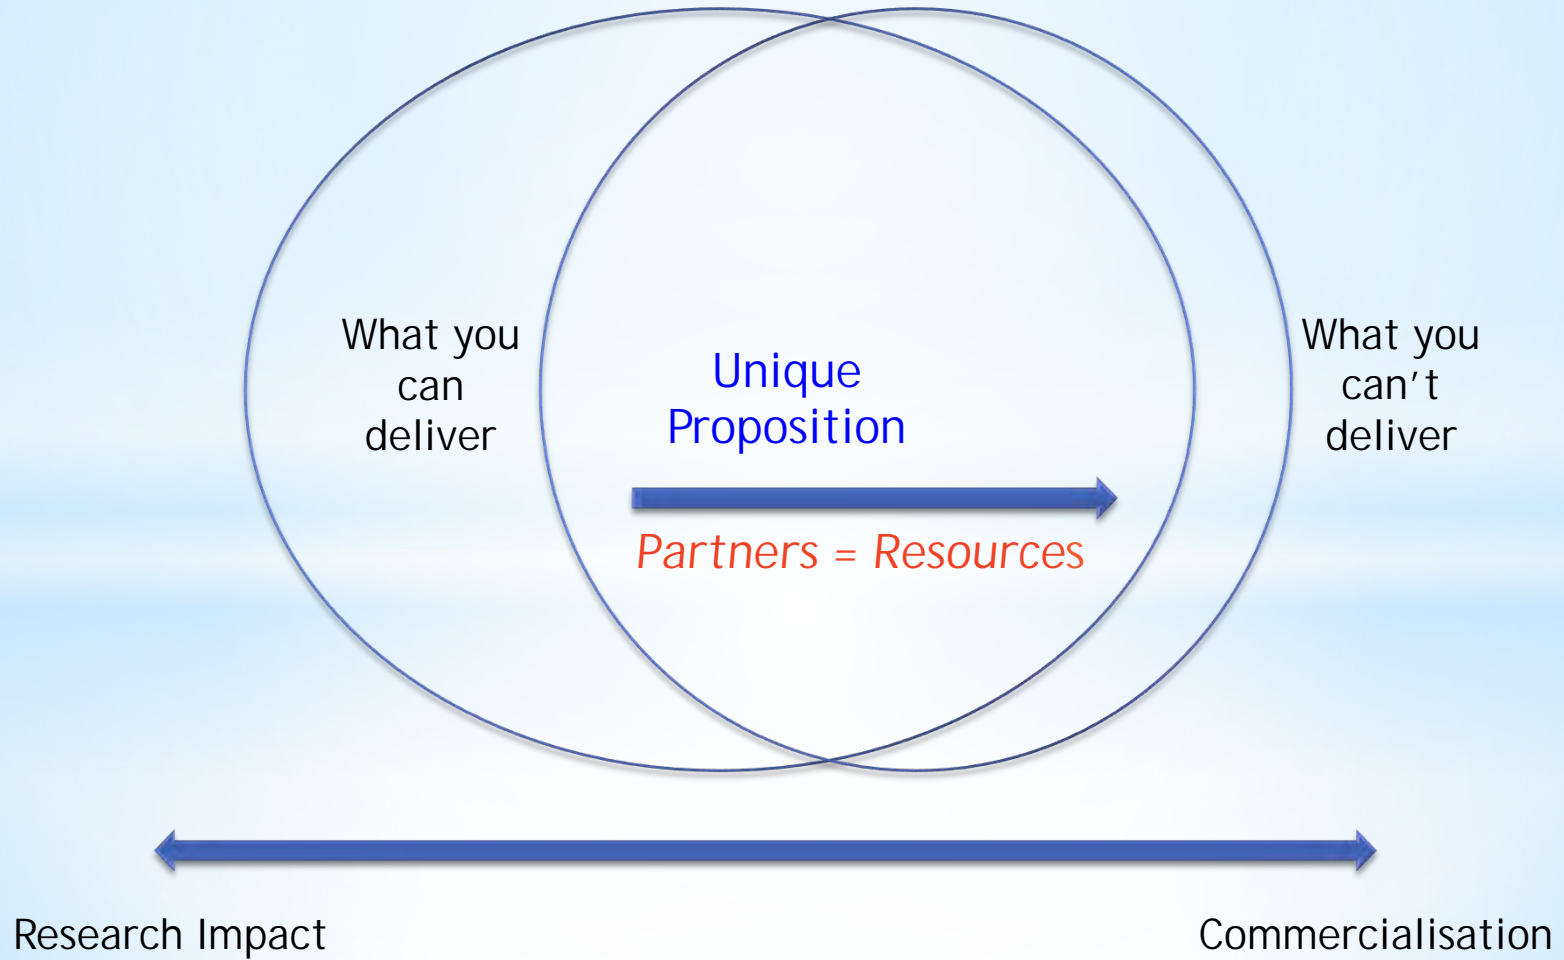 What you
can
deliver
Unique
Proposition
Partners = Resources
What you
can't
deliver
Research Impact
Commercialisation